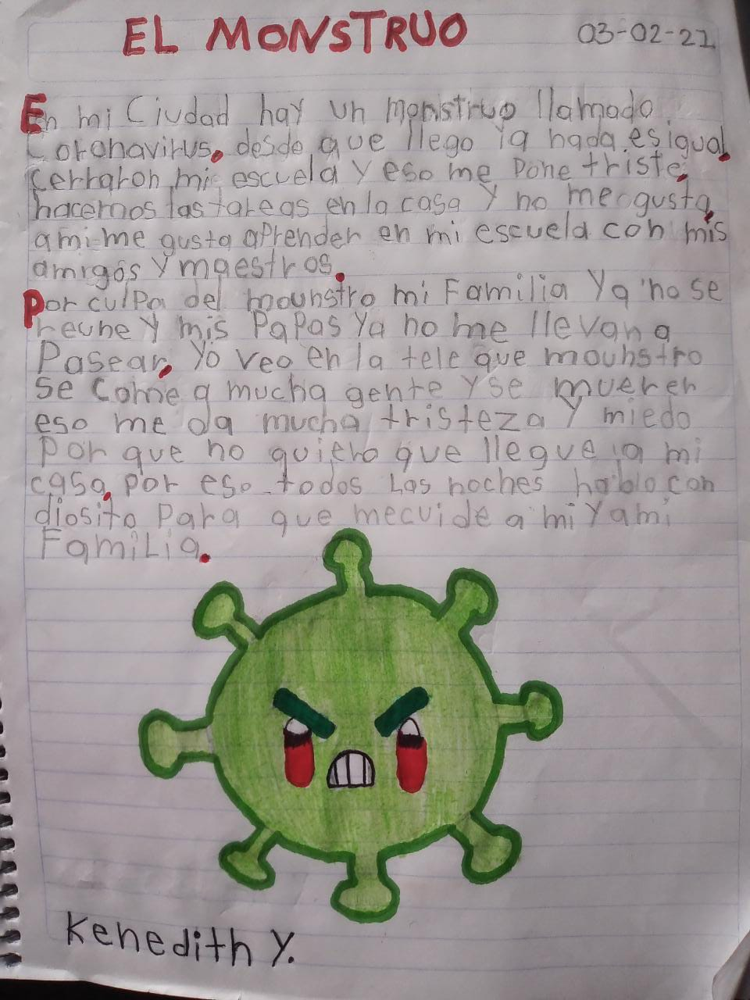 EL MONSTRUO
03-02-21
En mi Ciudad hay un monstruo llamado
Coronavirus. desde que llego ya nada es igual.
cerraron mi escuela y eso me pone triste,
hacemos las tareas en la casa y no me gusta,
ami me gusta aprender en mi escuela con mis
amigos y maestros.
Por culpa del mounstro mi Familia Ya no se
reune y mis Papas Ya no me llevan a
Pasear, Yo veo en la tele que mounstro
se come a mucha gente y se mueren
eso me da mucha tristeza y miedo
Por que no quiero que llegue a mi
casa, por eso todos Las noches hablo con
diosito Para que mecuide a mi Yami
Familia.
Kenedith Y.